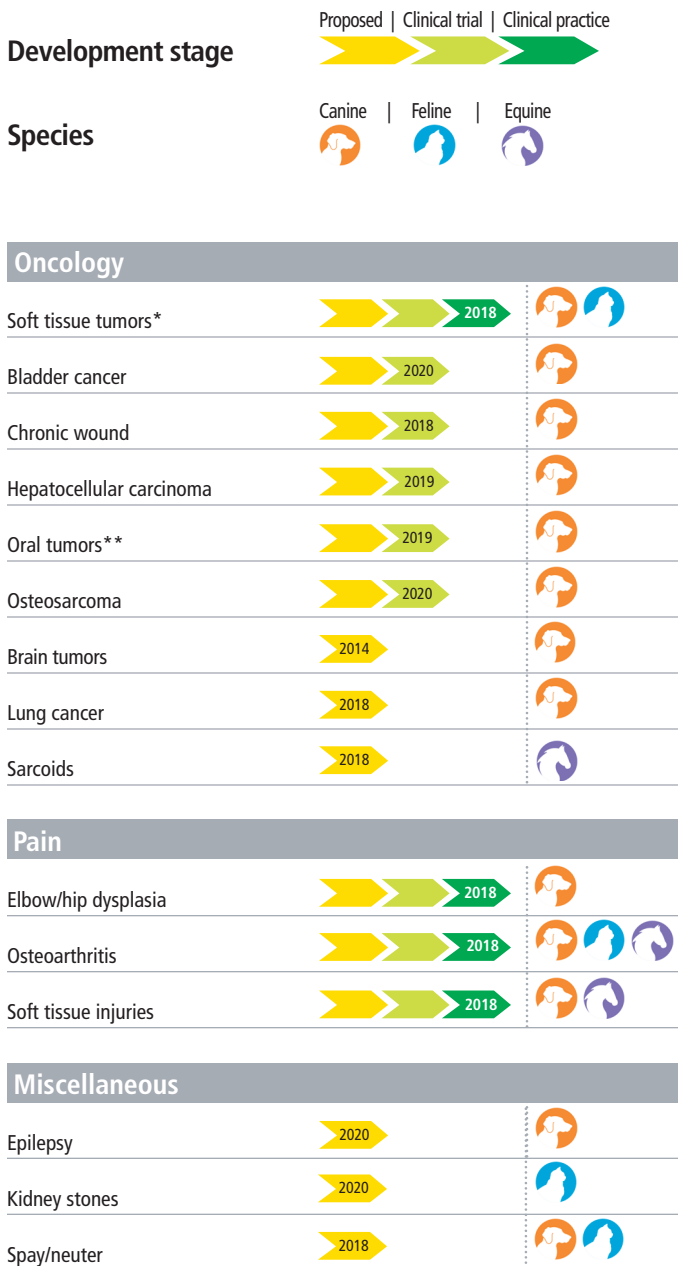 Proposed | Clinical trial | Clinical practice
Development stage
Canine | Feline | Equine
Species
Oncology
Soft tissue tumors* 2018
Bladder cancer 2020
Chronic wound 2018
Hepatocellular carcinoma 2019
Oral tumors** 2019
Osteosarcoma 2020
Brain tumors 2014
Lung cancer 2018
Sarcoids 2018
Pain
Elbow/hip dysplasia 2018
Osteoarthritis 2018
Soft tissue injuries 2018
Miscellaneous
Epilepsy 2020
Kidney stones 2020
Spay/neuter 2018